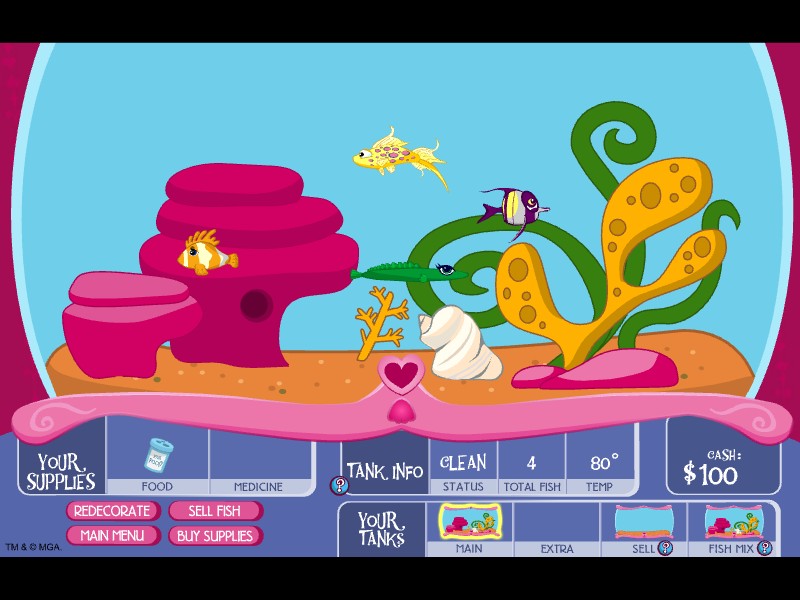 YOUR SUPPLIES
FOOD
MEDICINE
TANK INFO
CLEAN
STATUS
4
TOTAL FISH
80°
TEMP
CASH:
$100
REDECORATE
SELL FISH
MAIN MENU
BUY SUPPLIES
YOUR TANKS
MAIN
EXTRA
SELL ?
FISH MIX ?
?
TM & © MGA.